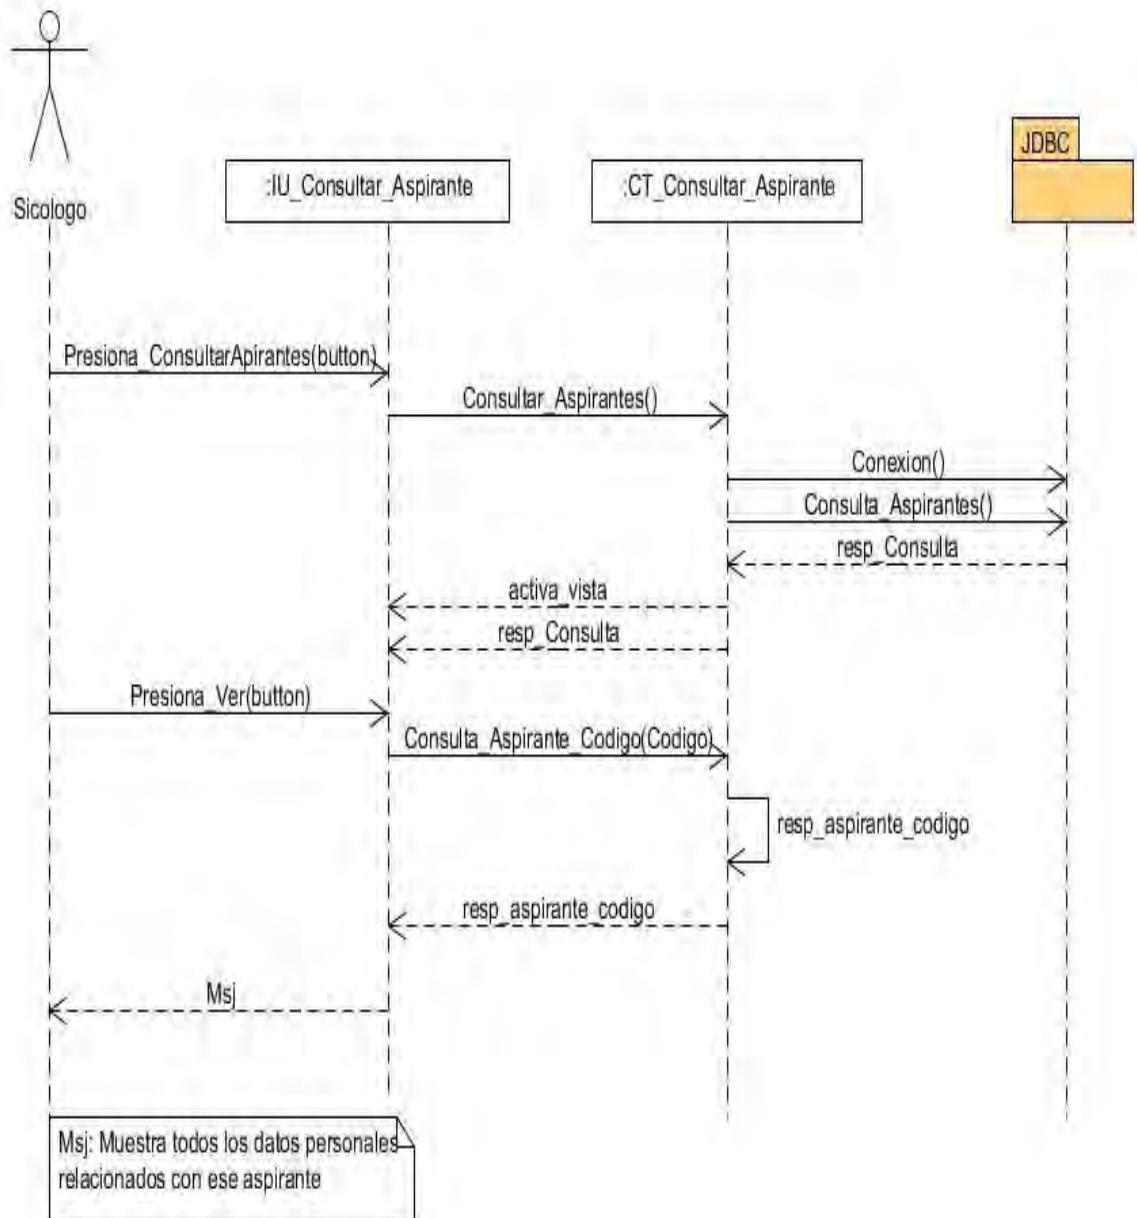 JDBC
:IU_Consultar_Aspirante
:CT_Consultar_Aspirante
Sicologo
Presiona_ConsultarApirantes(button)
Consultar_Aspirantes()
Conexion()
Consulta_Aspirantes()
resp_Consulta
activa_vista
resp_Consulta
Presiona_Ver(button)
Consulta_Aspirante_Codigo(Codigo)
resp_aspirante_codigo
resp_aspirante_codigo
Msj
Msj: Muestra todos los datos personales
relacionados con ese aspirante